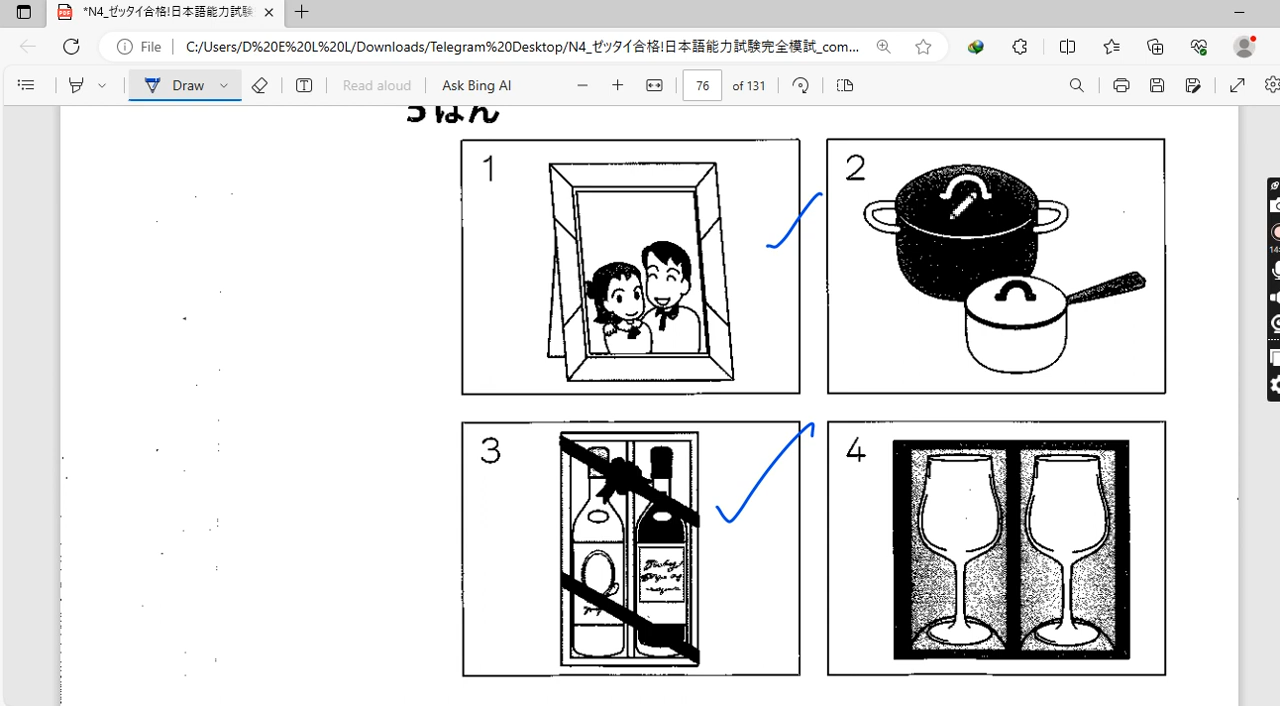 *N4_ゼッタイ合格!日本語能力試験
File C:/Users/D%20E%20L%20L/Downloads/Telegram%20Desktop/N4_ゼッタイ合格!日本語能力試験完全模試_com...
Draw Read aloud Ask Bing AI 76 of 131
ばん
1
2
3
4